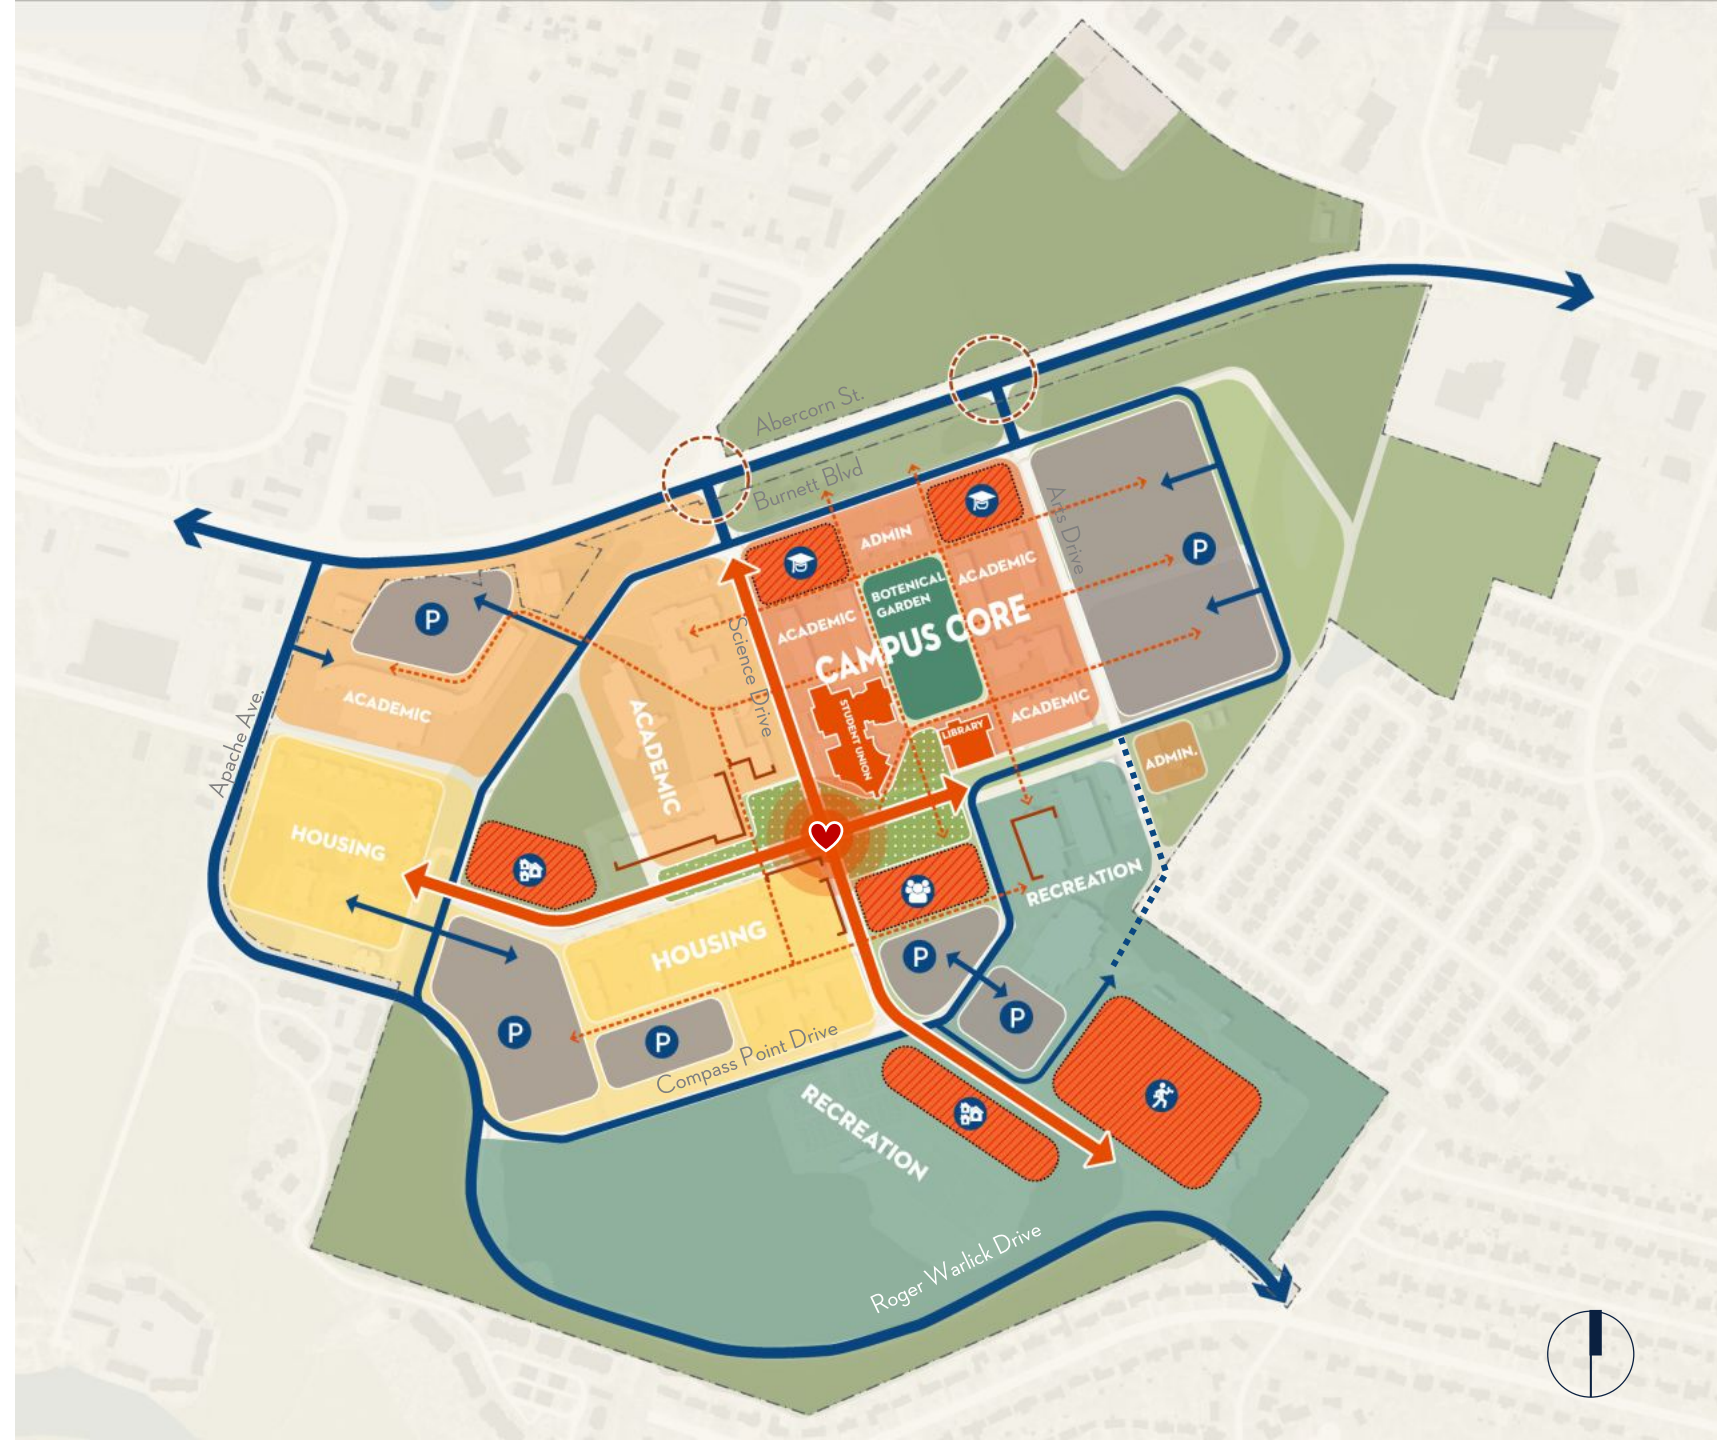 Abercorn St.
Burnett Blvd
Arts Drive
ADMIN
ACADEMIC
BOTENICAL
GARDEN
ACADEMIC
CAMPUS CORE
P
P
Science Drive
ACADEMIC
Apache Ave.
ACADEMIC
STUDENT UNION
LIBRARY
ACADEMIC
ADMIN.
HOUSING
RECREATION
HOUSING
P
P
P
P
Compass Point Drive
RECREATION
Roger Warlick Drive